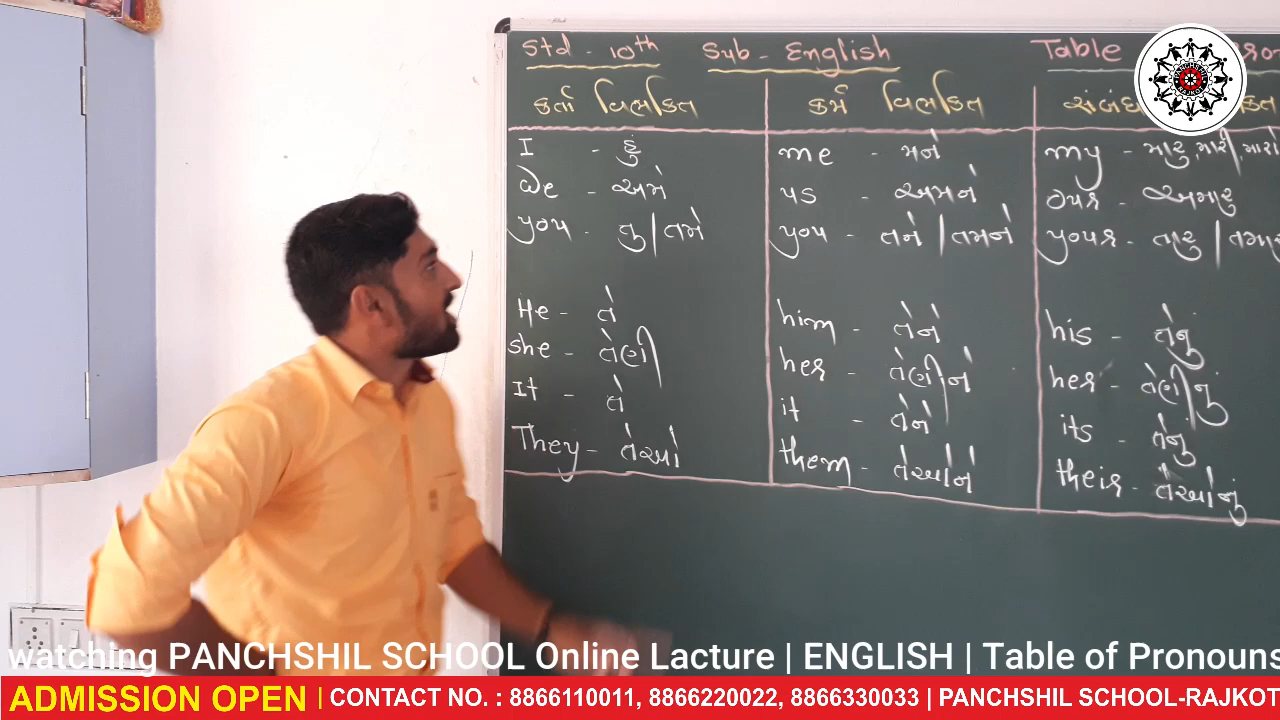 Std - 10th Sub - English Table
કર્તા વિભક્તિ કર્મ વિભક્તિ
I - હું me - મને my - મારુ, મારી, મારો
We - અમે us - અમને our - અમારુ
you - તુ / તમે you - તને / તમને your - તારુ /
He - તે him - તેને his - તેનું
she - તેણી her - તેણીને her - તેણીનું
It - તે it - તેને its - તેનુ
They - તેઓ them - તેઓને their - તેઓનું
watching PANCHSHIL SCHOOL Online Lacture | ENGLISH | Table of Pronouns
ADMISSION OPEN | CONTACT NO. : 8866110011, 8866220022, 8866330033 | PANCHSHIL SCHOOL-RAJKOT